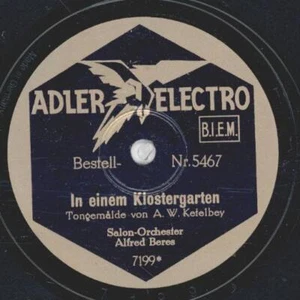 ADLER ELECTRO
B.I.E.M.
Bestell- Nr. 5467
In einem Klostergarten
Tongemälde von A. W. Ketelbey
Salon-Orchester
Alfred Beres
7199*